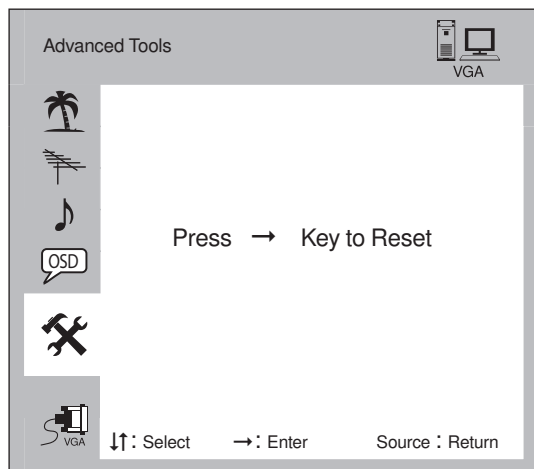 Advanced Tools
VGA
Press → Key to Reset
OSD
VGA
↓↑: Select →: Enter Source : Return